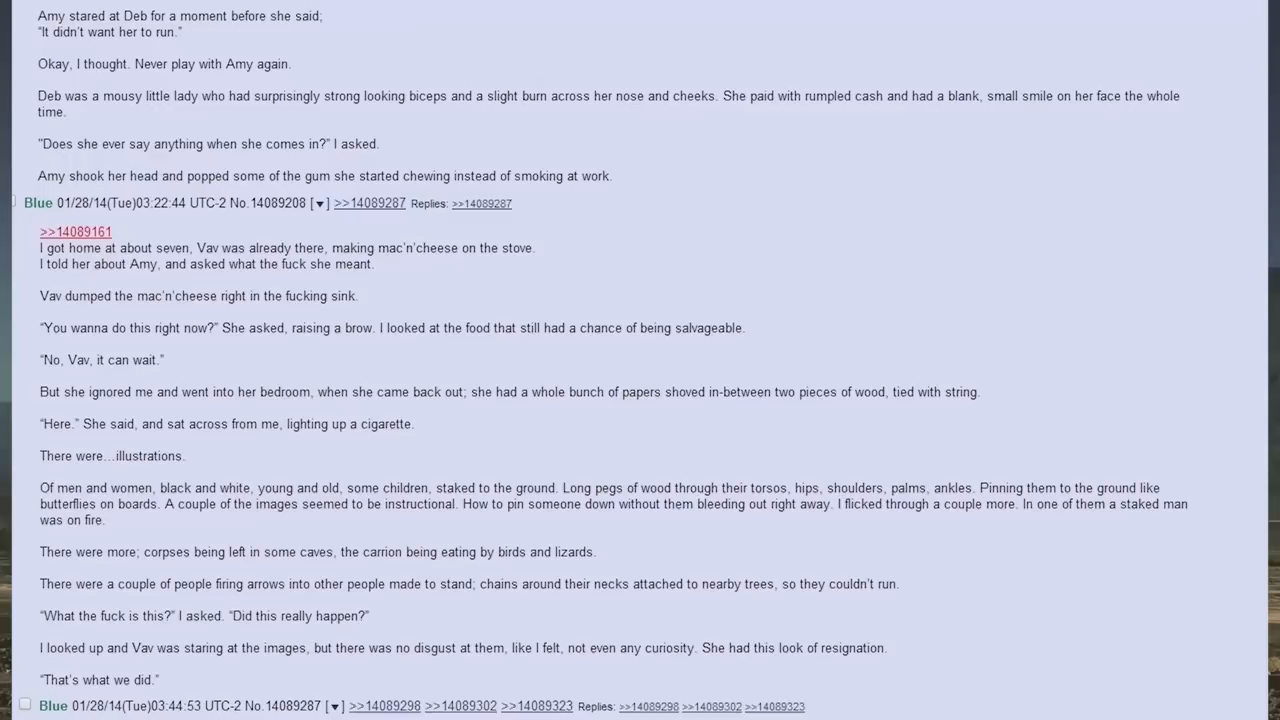 Amy stared at Deb for a moment before she said;
“It didn’t want her to run.”
Okay, I thought. Never play with Amy again.
Deb was a mousy little lady who had surprisingly strong looking biceps and a slight burn across her nose and cheeks. She paid with rumpled cash and had a blank, small smile on her face the whole
time.
"Does she ever say anything when she comes in?” I asked.
Amy shook her head and popped some of the gum she started chewing instead of smoking at work.
Blue 01/28/14(Tue)03:22:44 UTC-2 No.14089208 [▼] >>14089287 Replies: >>14089287
>>14089161
I got home at about seven, Vav was already there, making mac’n’cheese on the stove.
I told her about Amy, and asked what the fuck she meant.
Vav dumped the mac’n’cheese right in the fucking sink.
“You wanna do this right now?” She asked, raising a brow. I looked at the food that still had a chance of being salvageable.
“No, Vav, it can wait.”
But she ignored me and went into her bedroom, when she came back out; she had a whole bunch of papers shoved in-between two pieces of wood, tied with string.
“Here.” She said, and sat across from me, lighting up a cigarette.
There were…illustrations.
Of men and women, black and white, young and old, some children, staked to the ground. Long pegs of wood through their torsos, hips, shoulders, palms, ankles. Pinning them to the ground like
butterflies on boards. A couple of the images seemed to be instructional. How to pin someone down without them bleeding out right away. I flicked through a couple more. In one of them a staked man
was on fire.
There were more; corpses being left in some caves, the carrion being eating by birds and lizards.
There were a couple of people firing arrows into other people made to stand; chains around their necks attached to nearby trees, so they couldn’t run.
“What the fuck is this?” I asked. “Did this really happen?”
I looked up and Vav was staring at the images, but there was no disgust at them, like I felt, not even any curiosity. She had this look of resignation.
“That’s what we did.”
Blue 01/28/14(Tue)03:44:53 UTC-2 No.14089287 [▼] >>14089298 >>14089302 >>14089323 Replies: >>14089298 >>14089302 >>14089323